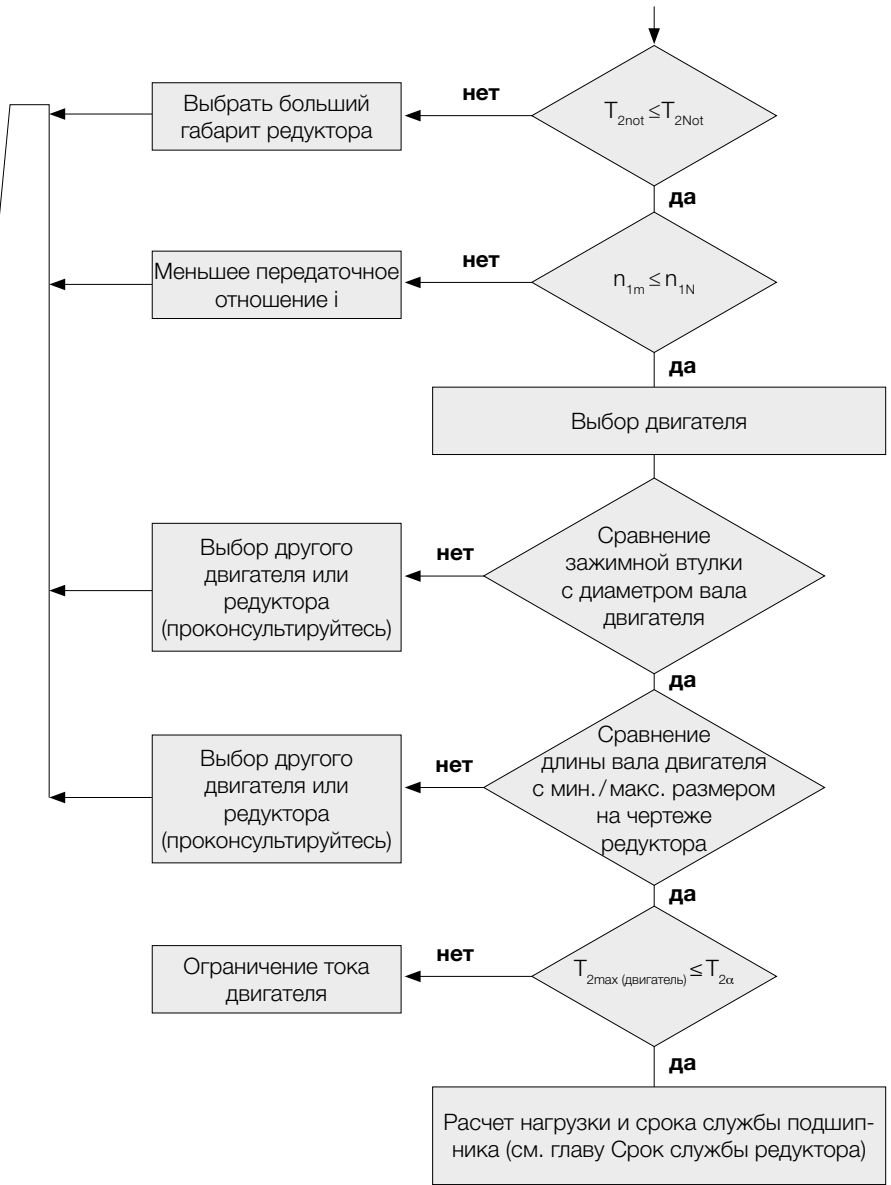 T2not ≤ T2Not
нет
Выбрать больший
габарит редуктора
да
n1m ≤ n1N
нет
Меньшее передаточное
отношение i
да
Выбор двигателя
Сравнение
зажимной втулки
с диаметром вала
двигателя
нет
Выбор другого
двигателя или
редуктора
(проконсультируйтесь)
да
Сравнение
длины вала двигателя
с мин./макс. размером
на чертеже
редуктора
нет
Выбор другого
двигателя или
редуктора
(проконсультируйтесь)
да
T2max (двигатель) ≤ T2α
нет
Ограничение тока
двигателя
да
Расчет нагрузки и срока службы подшип-
ника (см. главу Срок службы редуктора)